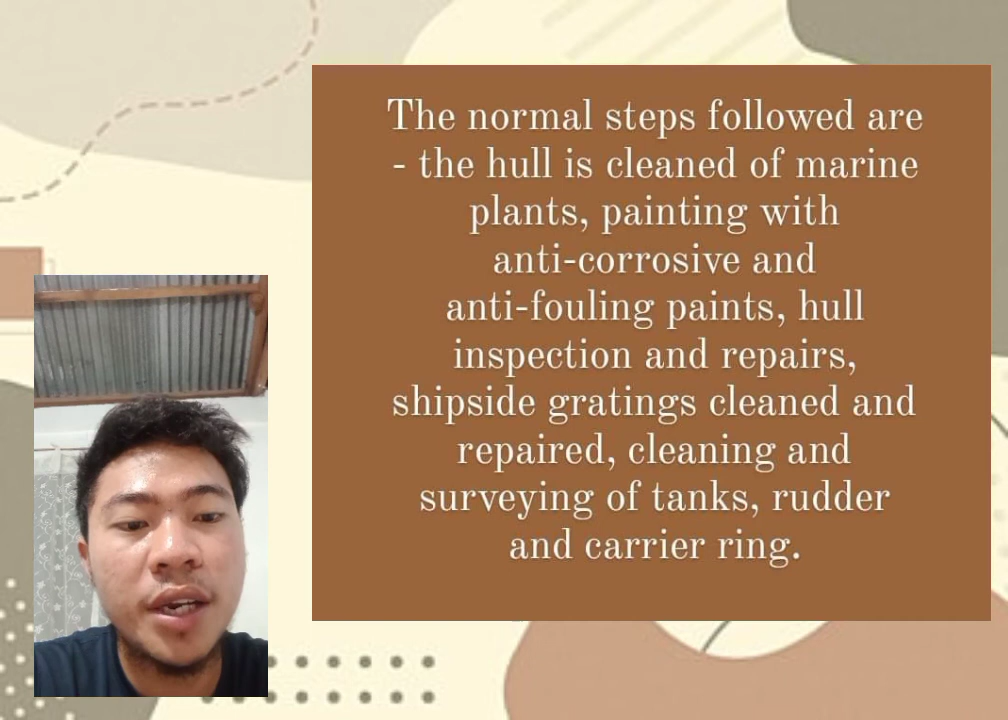 The normal steps followed are
- the hull is cleaned of marine
plants, painting with
anti-corrosive and
anti-fouling paints, hull
inspection and repairs,
shipside gratings cleaned and
repaired, cleaning and
surveying of tanks, rudder
and carrier ring.